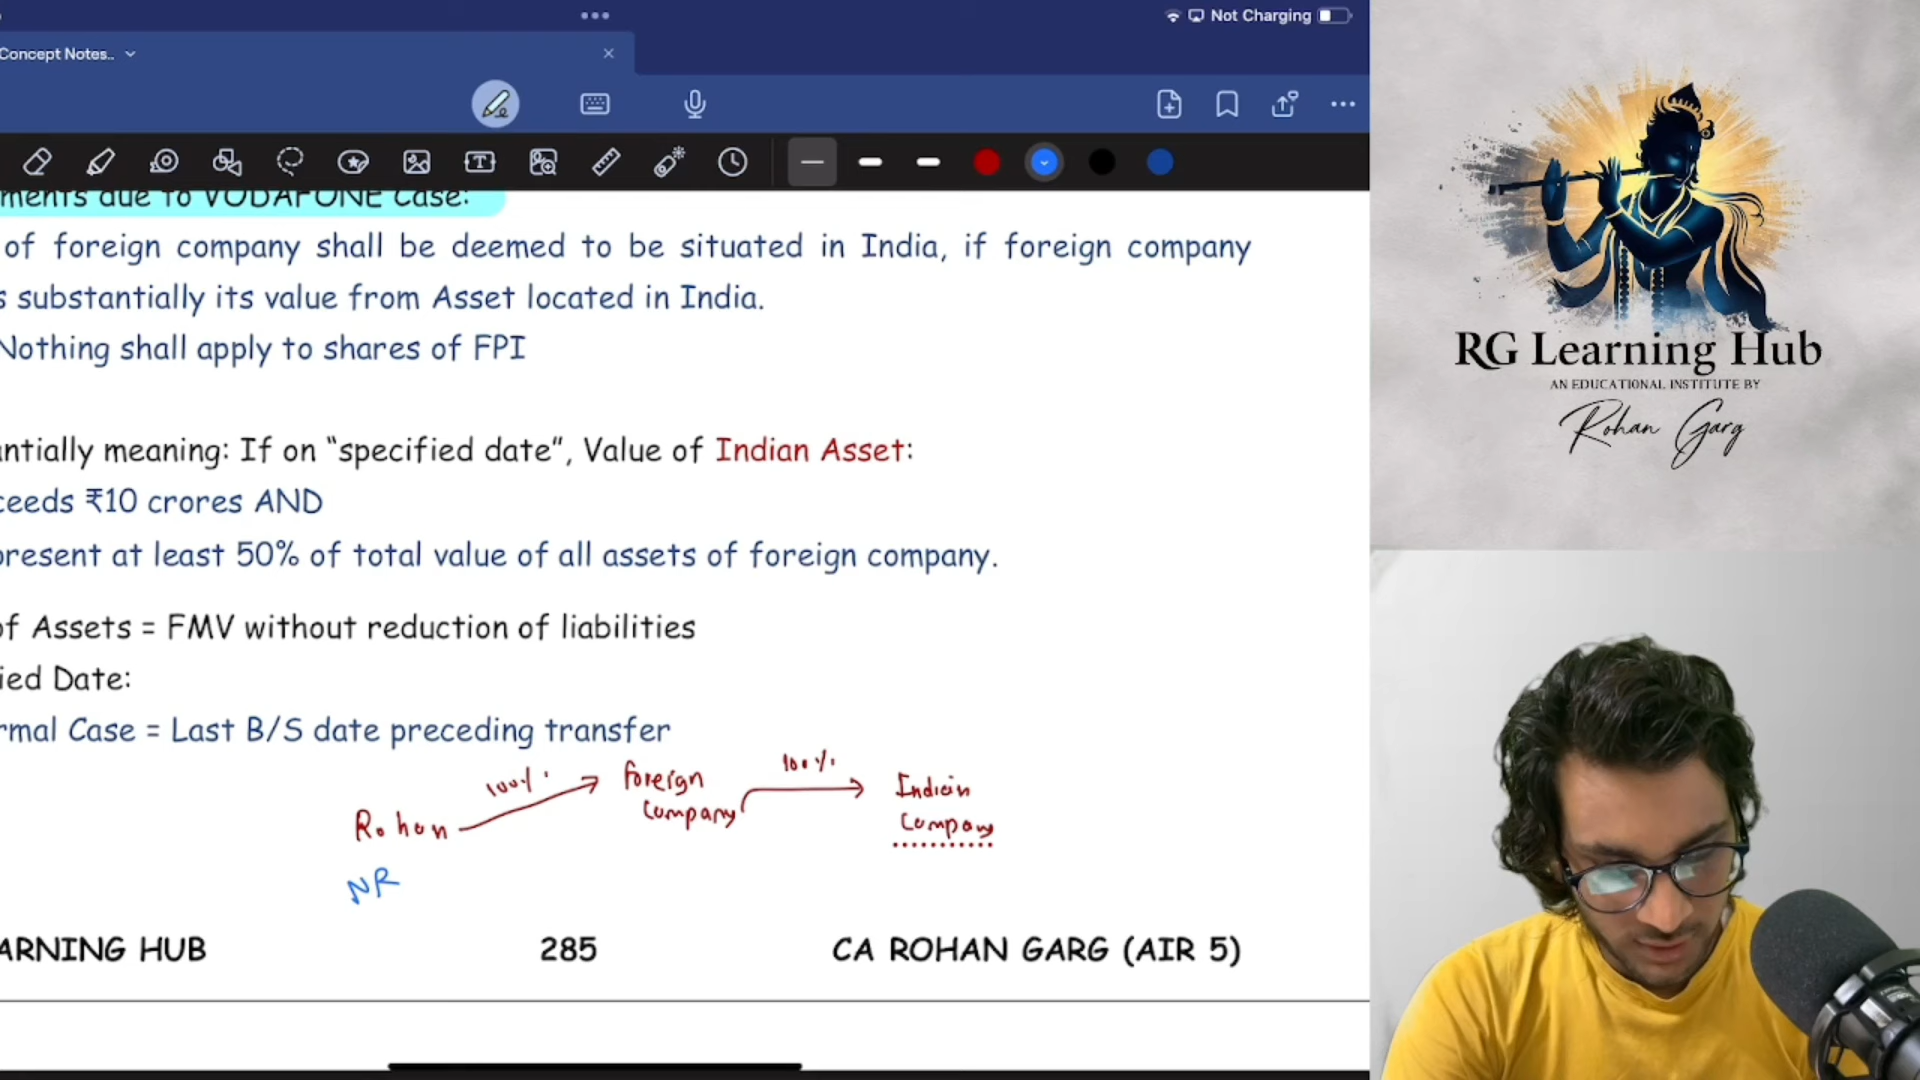 Not Charging
Concept Notes..
ments due to VODAFONE Case:
of foreign company shall be deemed to be situated in India, if foreign company
s substantially its value from Asset located in India.
Nothing shall apply to shares of FPI
ntially meaning: If on “specified date”, Value of Indian Asset:
ceeds ₹10 crores AND
present at least 50% of total value of all assets of foreign company.
of Assets = FMV without reduction of liabilities
ied Date:
rmal Case = Last B/S date preceding transfer
Rohan 100% Foreign Company 100% Indian Company
NR
ARNING HUB 285 CA ROHAN GARG (AIR 5)
RG Learning Hub
AN EDUCATIONAL INSTITUTE BY
Rohan Garg